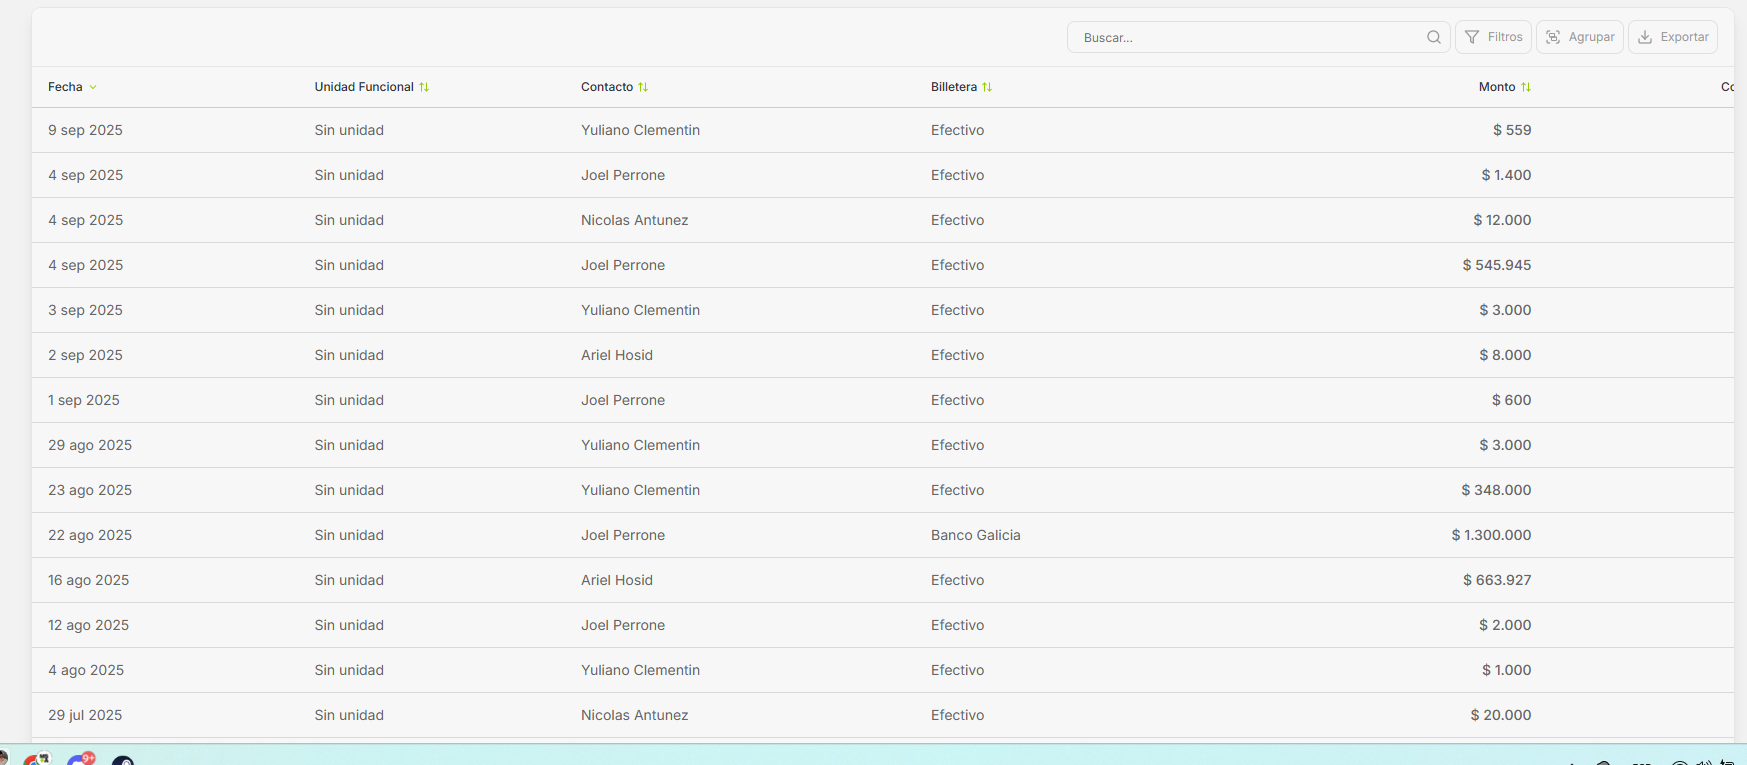 Buscar... Filtros Agrupar Exportar
Fecha Unidad Funcional Contacto Billetera Monto
9 sep 2025 Sin unidad Yuliano Clementin Efectivo $ 559
4 sep 2025 Sin unidad Joel Perrone Efectivo $ 1.400
4 sep 2025 Sin unidad Nicolas Antunez Efectivo $ 12.000
4 sep 2025 Sin unidad Joel Perrone Efectivo $ 545.945
3 sep 2025 Sin unidad Yuliano Clementin Efectivo $ 3.000
2 sep 2025 Sin unidad Ariel Hosid Efectivo $ 8.000
1 sep 2025 Sin unidad Joel Perrone Efectivo $ 600
29 ago 2025 Sin unidad Yuliano Clementin Efectivo $ 3.000
23 ago 2025 Sin unidad Yuliano Clementin Efectivo $ 348.000
22 ago 2025 Sin unidad Joel Perrone Banco Galicia $ 1.300.000
16 ago 2025 Sin unidad Ariel Hosid Efectivo $ 663.927
12 ago 2025 Sin unidad Joel Perrone Efectivo $ 2.000
4 ago 2025 Sin unidad Yuliano Clementin Efectivo $ 1.000
29 jul 2025 Sin unidad Nicolas Antunez Efectivo $ 20.000
9+